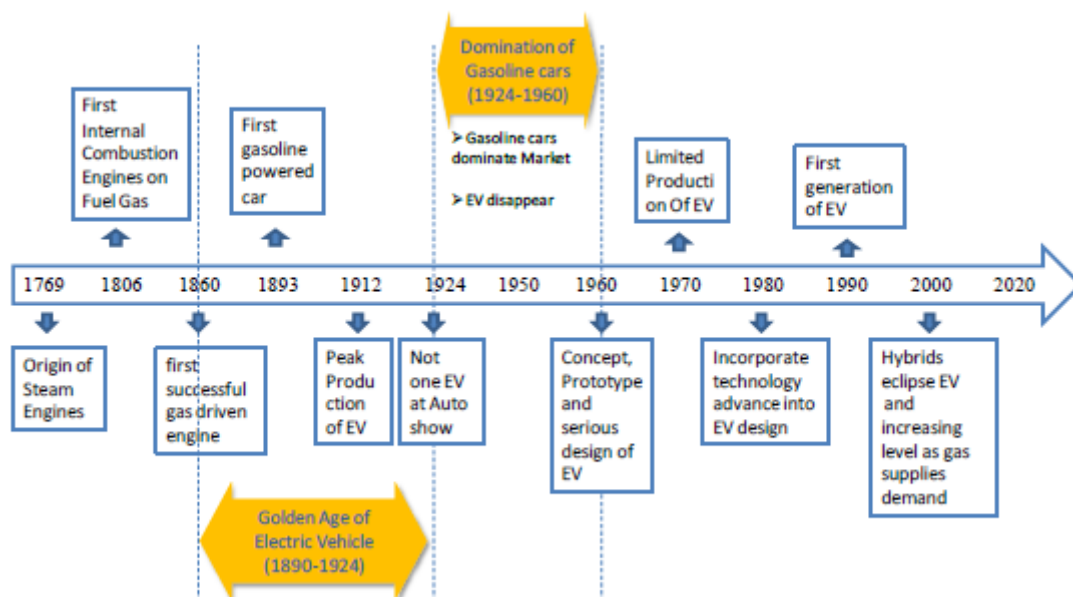 Domination of
Gasoline cars
(1924-1960)
➢ Gasoline cars
dominate Market
➢ EV disappear
First
Internal
Combustion
Engines on
Fuel Gas
First
gasoline
powered
car
Limited
Producti
on Of EV
First
generation
of EV
1769 1806 1860 1893 1912 1924 1950 1960 1970 1980 1990 2000 2020
Origin of
Steam
Engines
first
successful
gas driven
engine
Peak
Produ
ction
of EV
Not
one EV
at Auto
show
Concept,
Prototype
and
serious
design of
EV
Incorporate
technology
advance into
EV design
Hybrids
eclipse EV
and
increasing
level as gas
supplies
demand
Golden Age of
Electric Vehicle
(1890-1924)